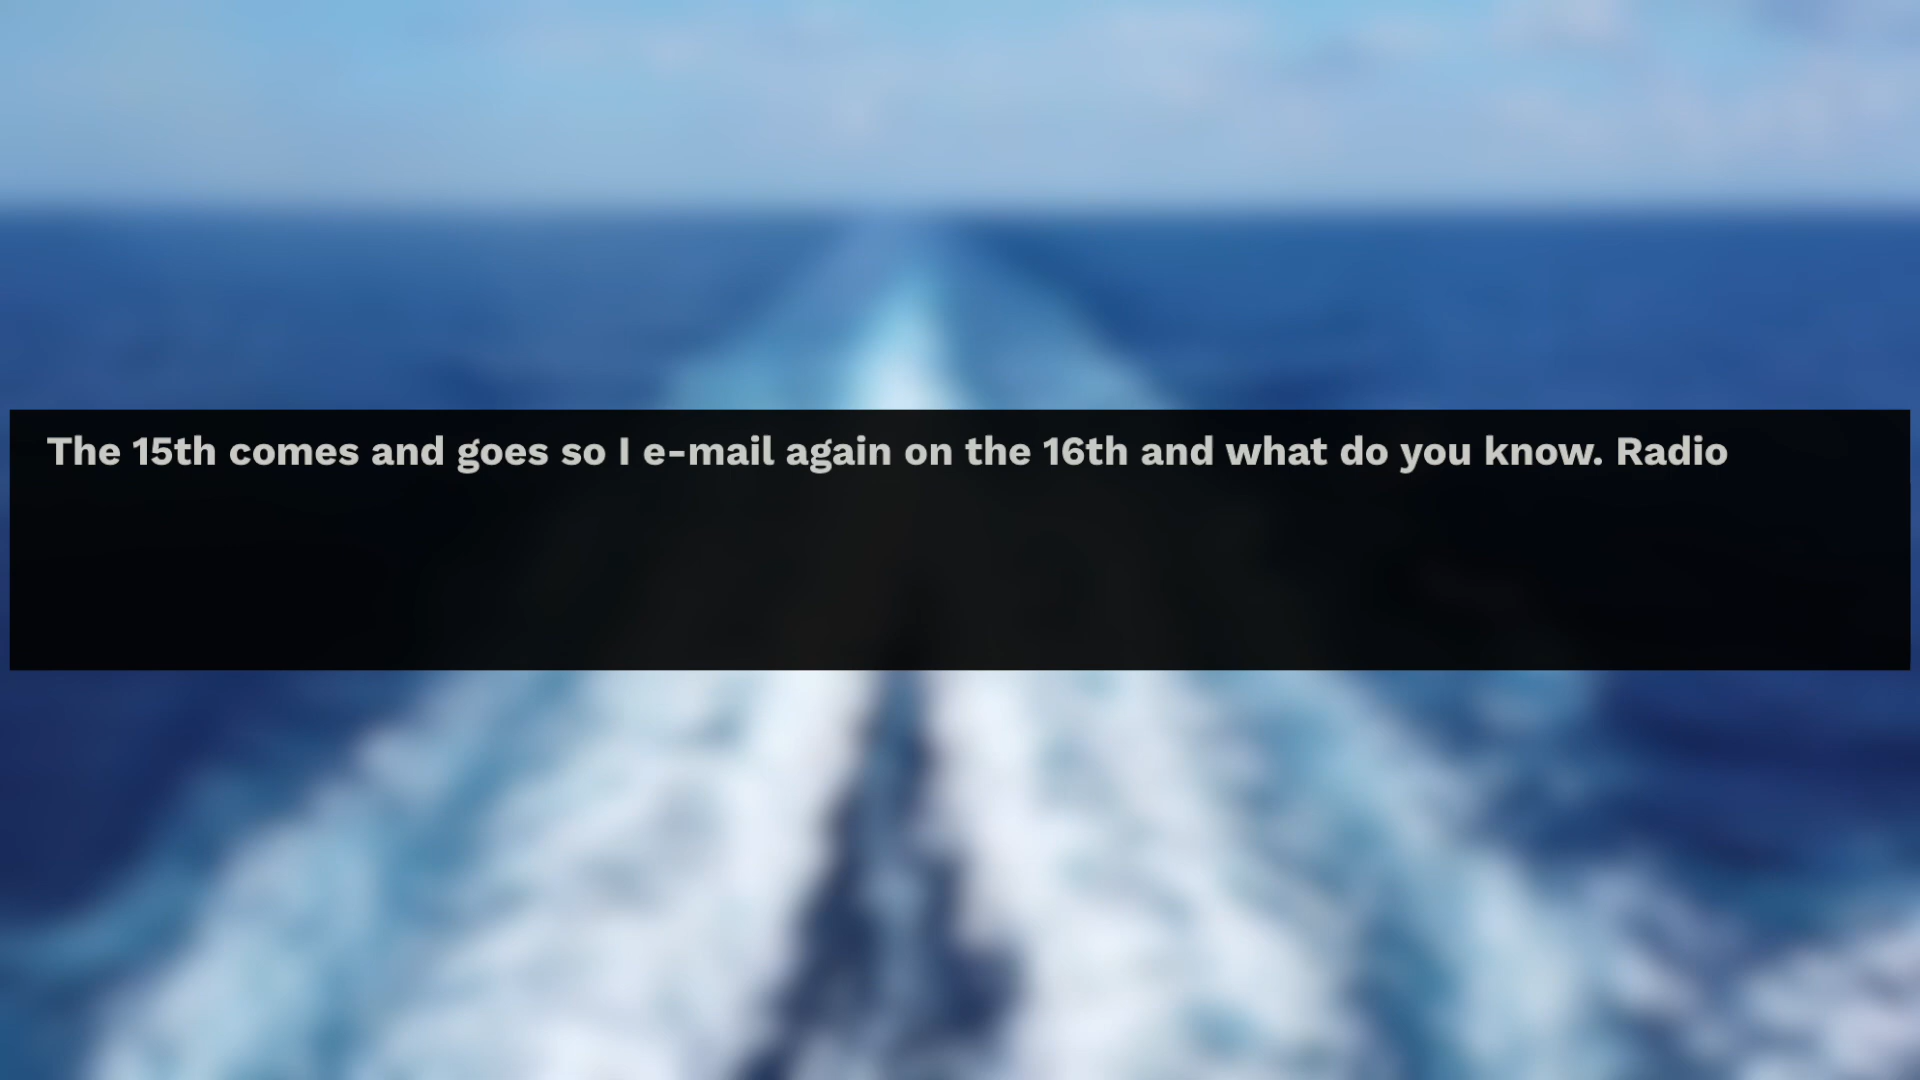 The 15th comes and goes so I e-mail again on the 16th and what do you know. Radio